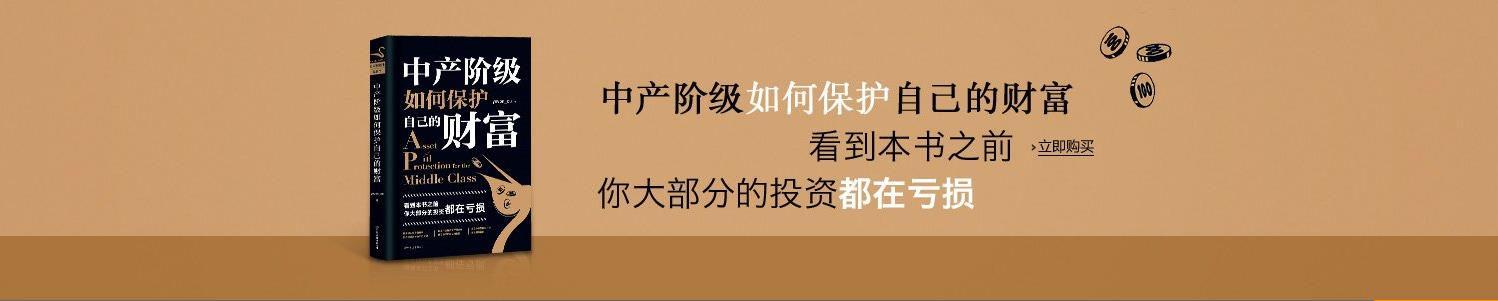 中产阶级
如何保护
自己的财富
Asset
Protection for the
Middle Class
看到本书之前
你大部分的投资都在亏损
中产阶级如何保护自己的财富
中产阶级如何保护自己的财富
看到本书之前 ›立即购买
你大部分的投资都在亏损
100
100
100